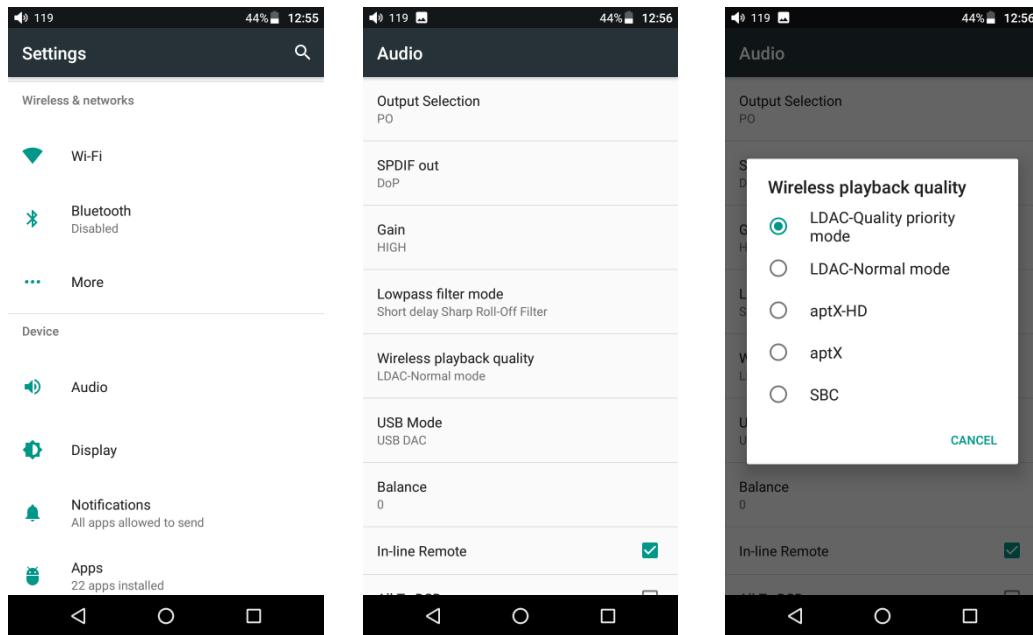 119
44%
12:55
Settings
Wireless & networks
Wi-Fi
Bluetooth
Disabled
More
Device
Audio
Display
Notifications
All apps allowed to send
Apps
22 apps installed
119
44%
12:56
Audio
Output Selection
PO
SPDIF out
DoP
Gain
HIGH
Lowpass filter mode
Short delay Sharp Roll-Off Filter
Wireless playback quality
LDAC-Normal mode
USB Mode
USB DAC
Balance
0
In-line Remote
119
44%
12:56
Audio
Output Selection
PO
Wireless playback quality
LDAC-Quality priority
mode
LDAC-Normal mode
aptX-HD
aptX
SBC
CANCEL
Balance
0
In-line Remote